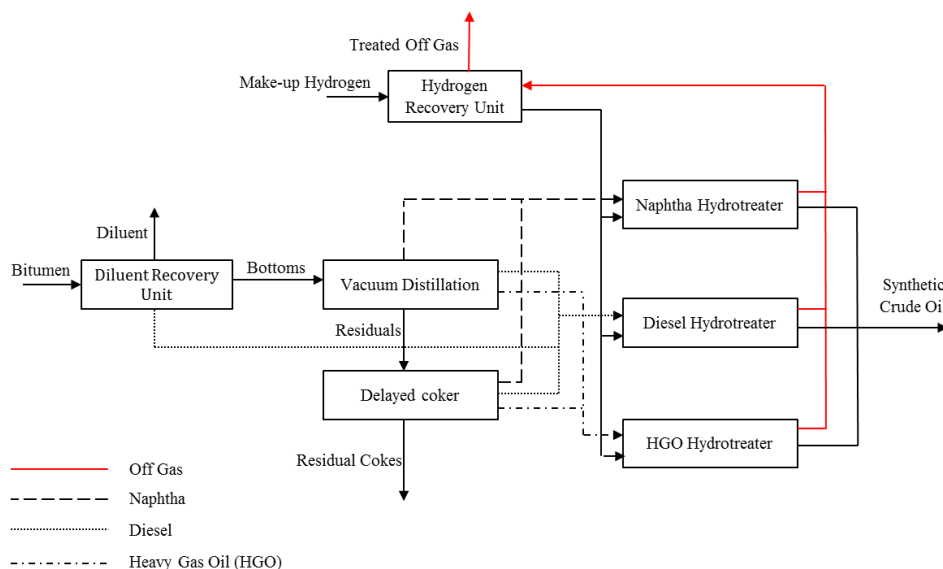 Treated Off Gas
Make-up Hydrogen
Hydrogen
Recovery Unit
Naphtha Hydrotreater
Diluent
Bitumen
Diluent Recovery
Unit
Bottoms
Vacuum Distillation
Synthetic
Crude Oil
Residuals
Diesel Hydrotreater
Delayed coker
HGO Hydrotreater
Residual Cokes
Off Gas
Naphtha
Diesel
Heavy Gas Oil (HGO)